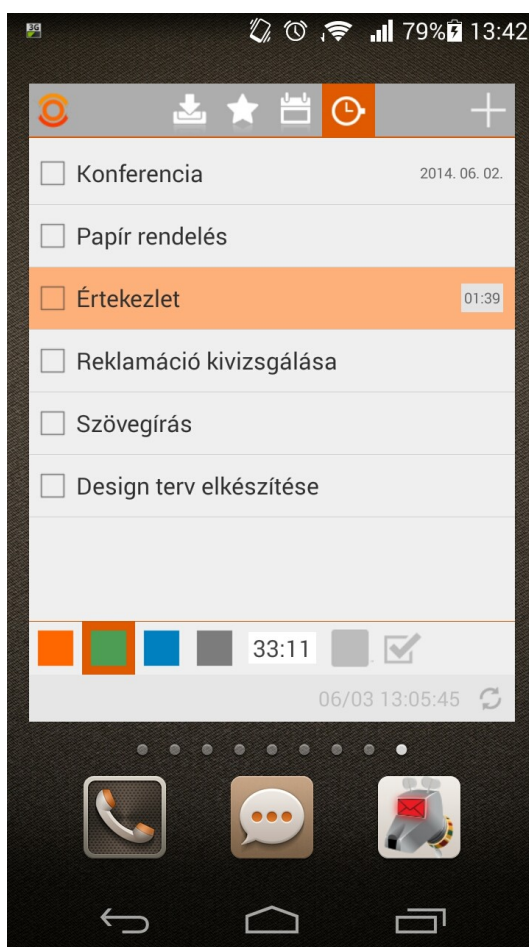 3G 79% 13:42
Konferencia 2014. 06. 02.
Papír rendelés
Értekezlet 01:39
Reklamáció kivizsgálása
Szövegírás
Design terv elkészítése
33:11
06/03 13:05:45